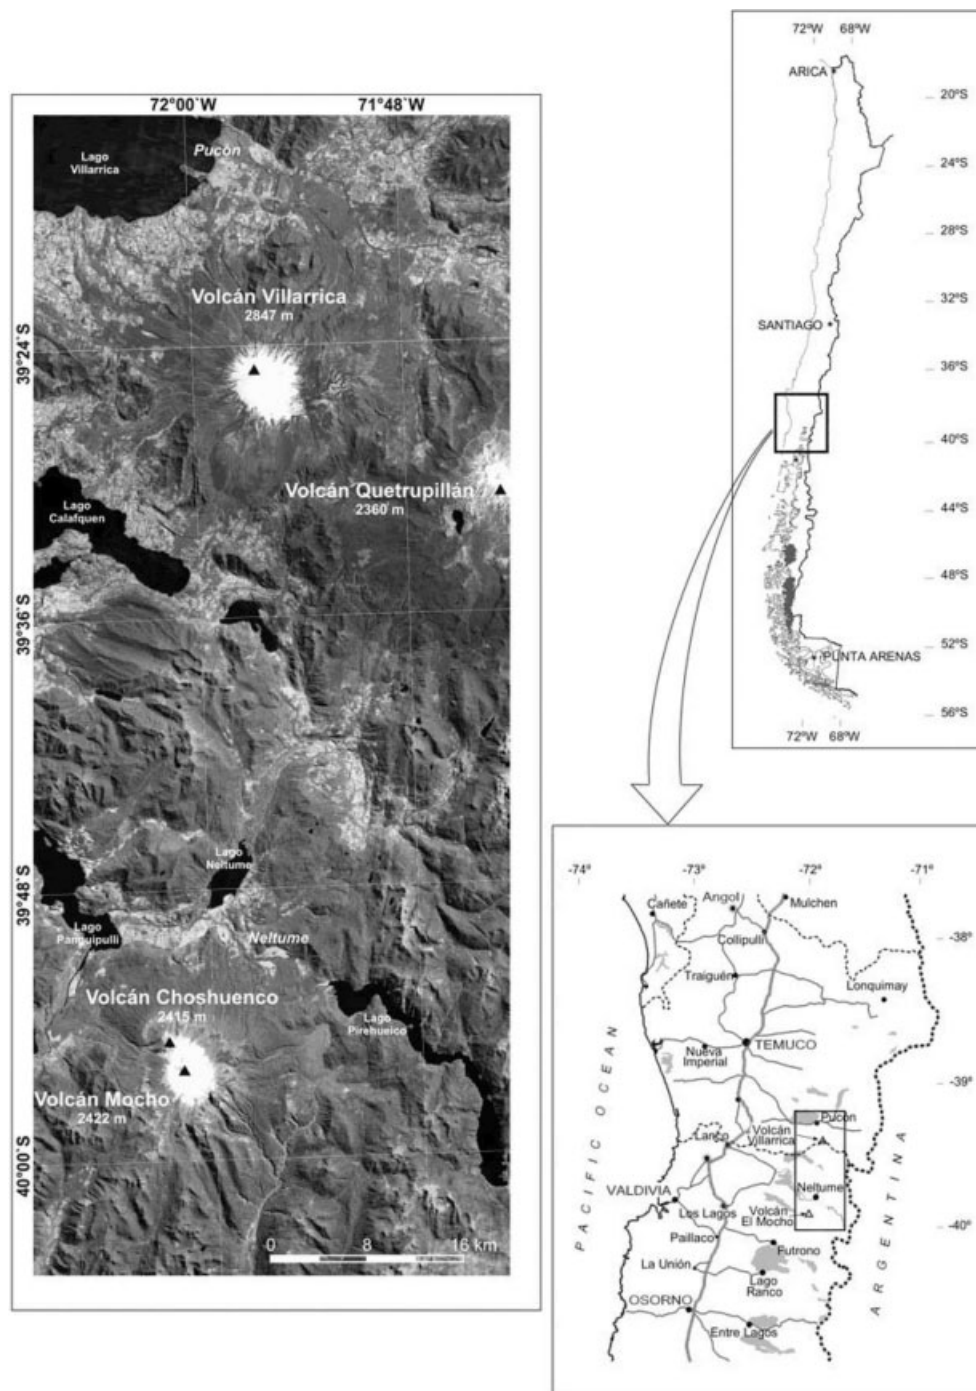 72°00`W
71°48`W
Lago
Villarrica
Pucón
Volcán Villarrica
2847 m
39°24`S
Volcán Quetrupillán
2360 m
Lago
Calafquen
39°36`S
Lago
Neltume
39°48`S
Lago
Panguipulli
Neltume
Volcán Choshuenco
2415 m
Lago
Pirehueico
Volcán Mocho
2422 m
40°00`S
0 8 16 km
72°W 68°W
ARICA
20°S
24°S
28°S
32°S
SANTIAGO
36°S
40°S
44°S
48°S
52°S
PUNTA ARENAS
56°S
72°W 68°W
-74° -73° -72° -71°
Cañete
Angol
Mulchen
Collipulli
-38°
Traiguén
Lonquimay
Nueva
Imperial
TEMUCO
-39°
PACIFIC OCEAN
Pucón
Volcán
Villarrica
Lanco
Neltume
VALDIVIA
Los Lagos
Volcán
El Mocho
-40°
ARGENTINA
Paillaco
Futrono
La Unión
Lago
Ranco
OSORNO
Entre Lagos